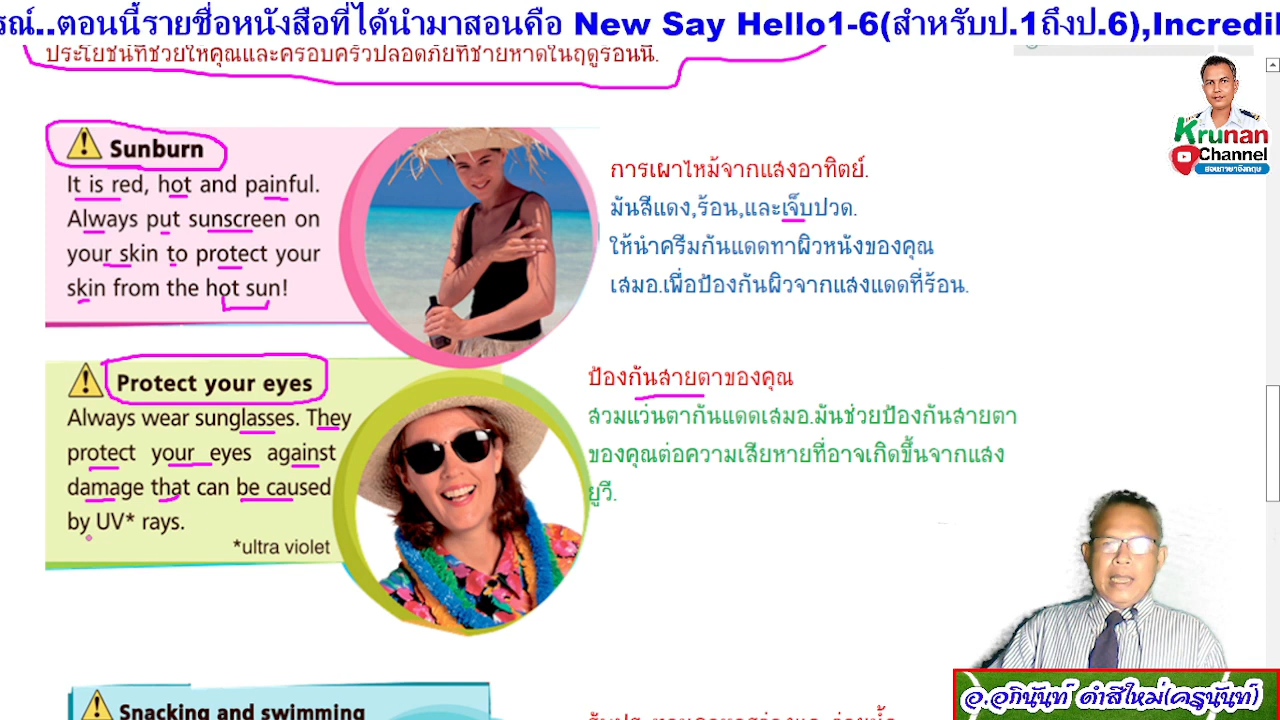 รณ์..ตอนนี้รายชื่อหนังสือที่ได้นำมาสอนคือ New Say Hello1-6(สำหรับป.1ถึงป.6),Incredil
ประโยชน์ที่ช่วยให้คุณและครอบครัวปลอดภัยที่ชายหาดในฤดูร้อนนี้.
Krunan
Channel
สอนภาษาอังกฤษ
Sunburn
It is red, hot and painful.
Always put sunscreen on
your skin to protect your
skin from the hot sun!
การเผาไหม้จากแสงอาทิตย์.
มันสีแดง,ร้อน,และเจ็บปวด.
ให้นำครีมกันแดดทาผิวหนังของคุณ
เสมอ.เพื่อป้องกันผิวจากแสงแดดที่ร้อน.
Protect your eyes
Always wear sunglasses. They
protect your eyes against
damage that can be caused
by UV* rays.
*ultra violet
ป้องกันสายตาของคุณ
สวมแว่นตากันแดดเสมอ.มันช่วยป้องกันสายตา
ของคุณต่อความเสียหายที่อาจเกิดขึ้นจากแสง
ยูวี.
Snacking and swimming
อ.อภินันท์ ดำสีใหม่(ครูนันท์)